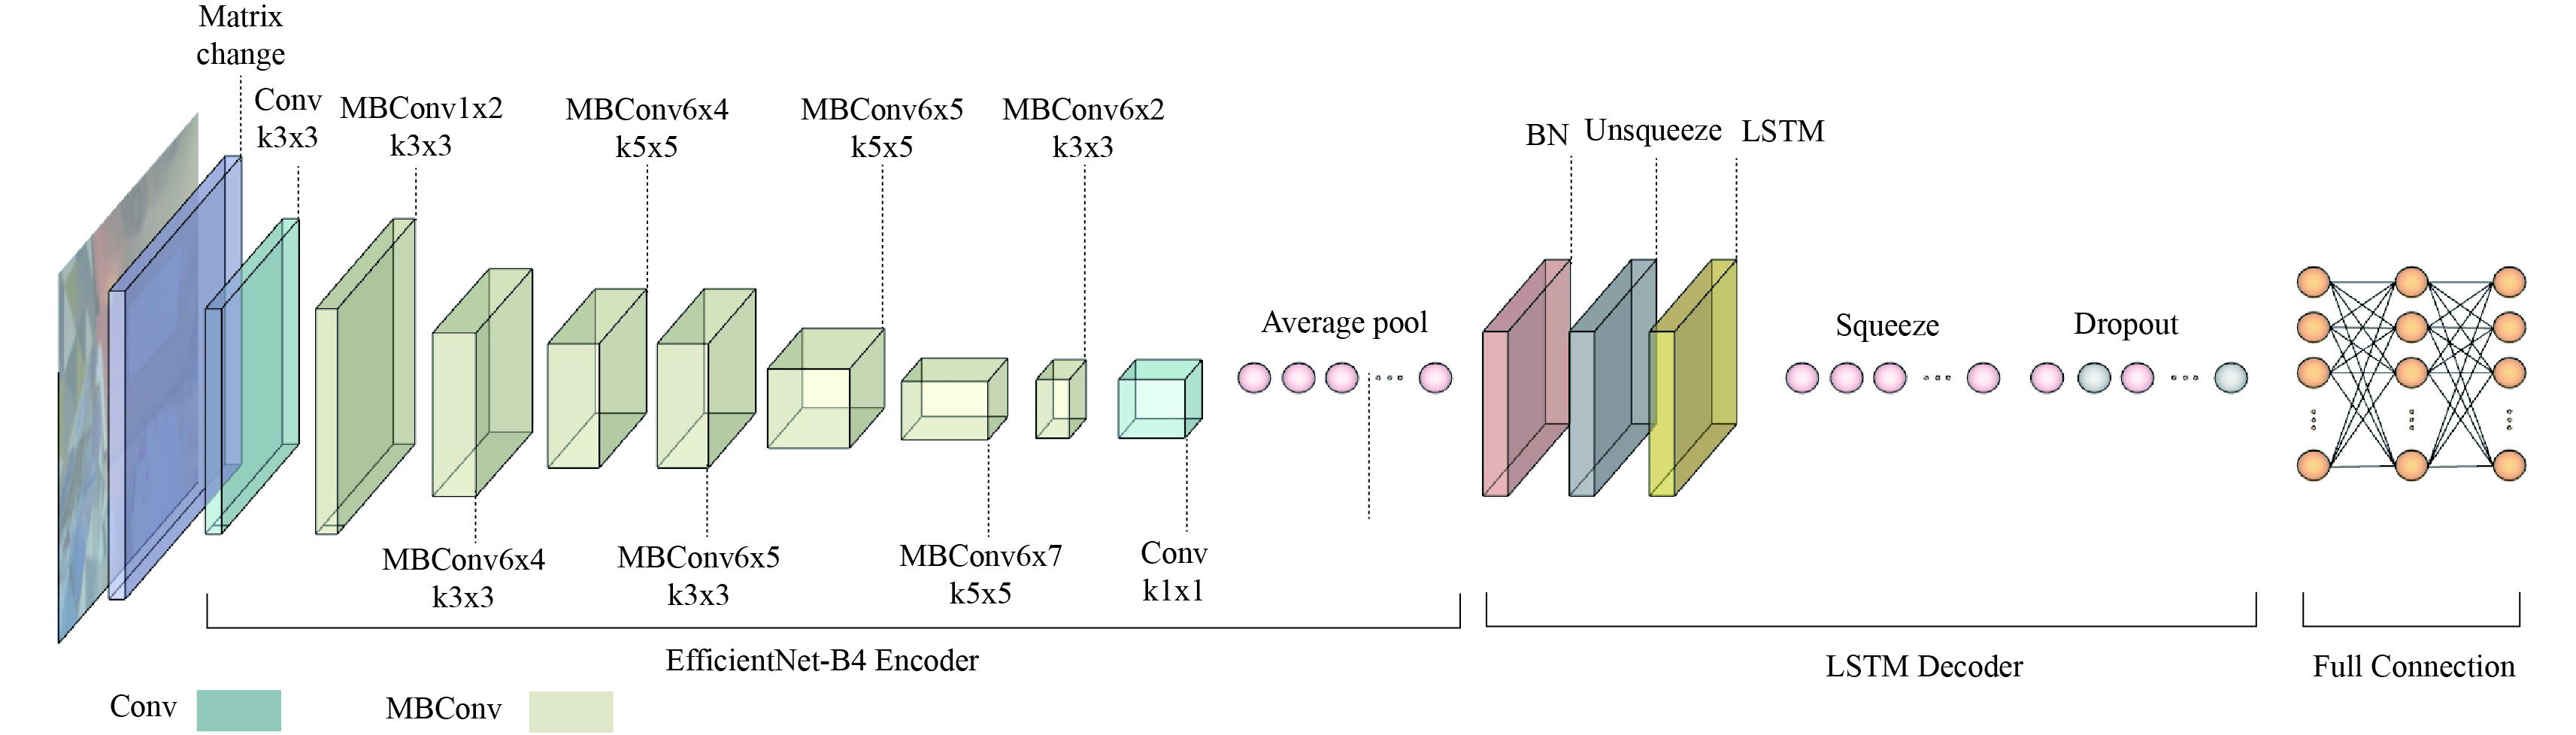 Matrix
change
Conv
k3x3
MBConv1x2
k3x3
MBConv6x4
k5x5
MBConv6x5
k5x5
MBConv6x2
k3x3
BN
Unsqueeze
LSTM
Average pool
Squeeze
Dropout
MBConv6x4
k3x3
MBConv6x5
k3x3
MBConv6x7
k5x5
Conv
k1x1
EfficientNet-B4 Encoder
LSTM Decoder
Full Connection
Conv
MBConv